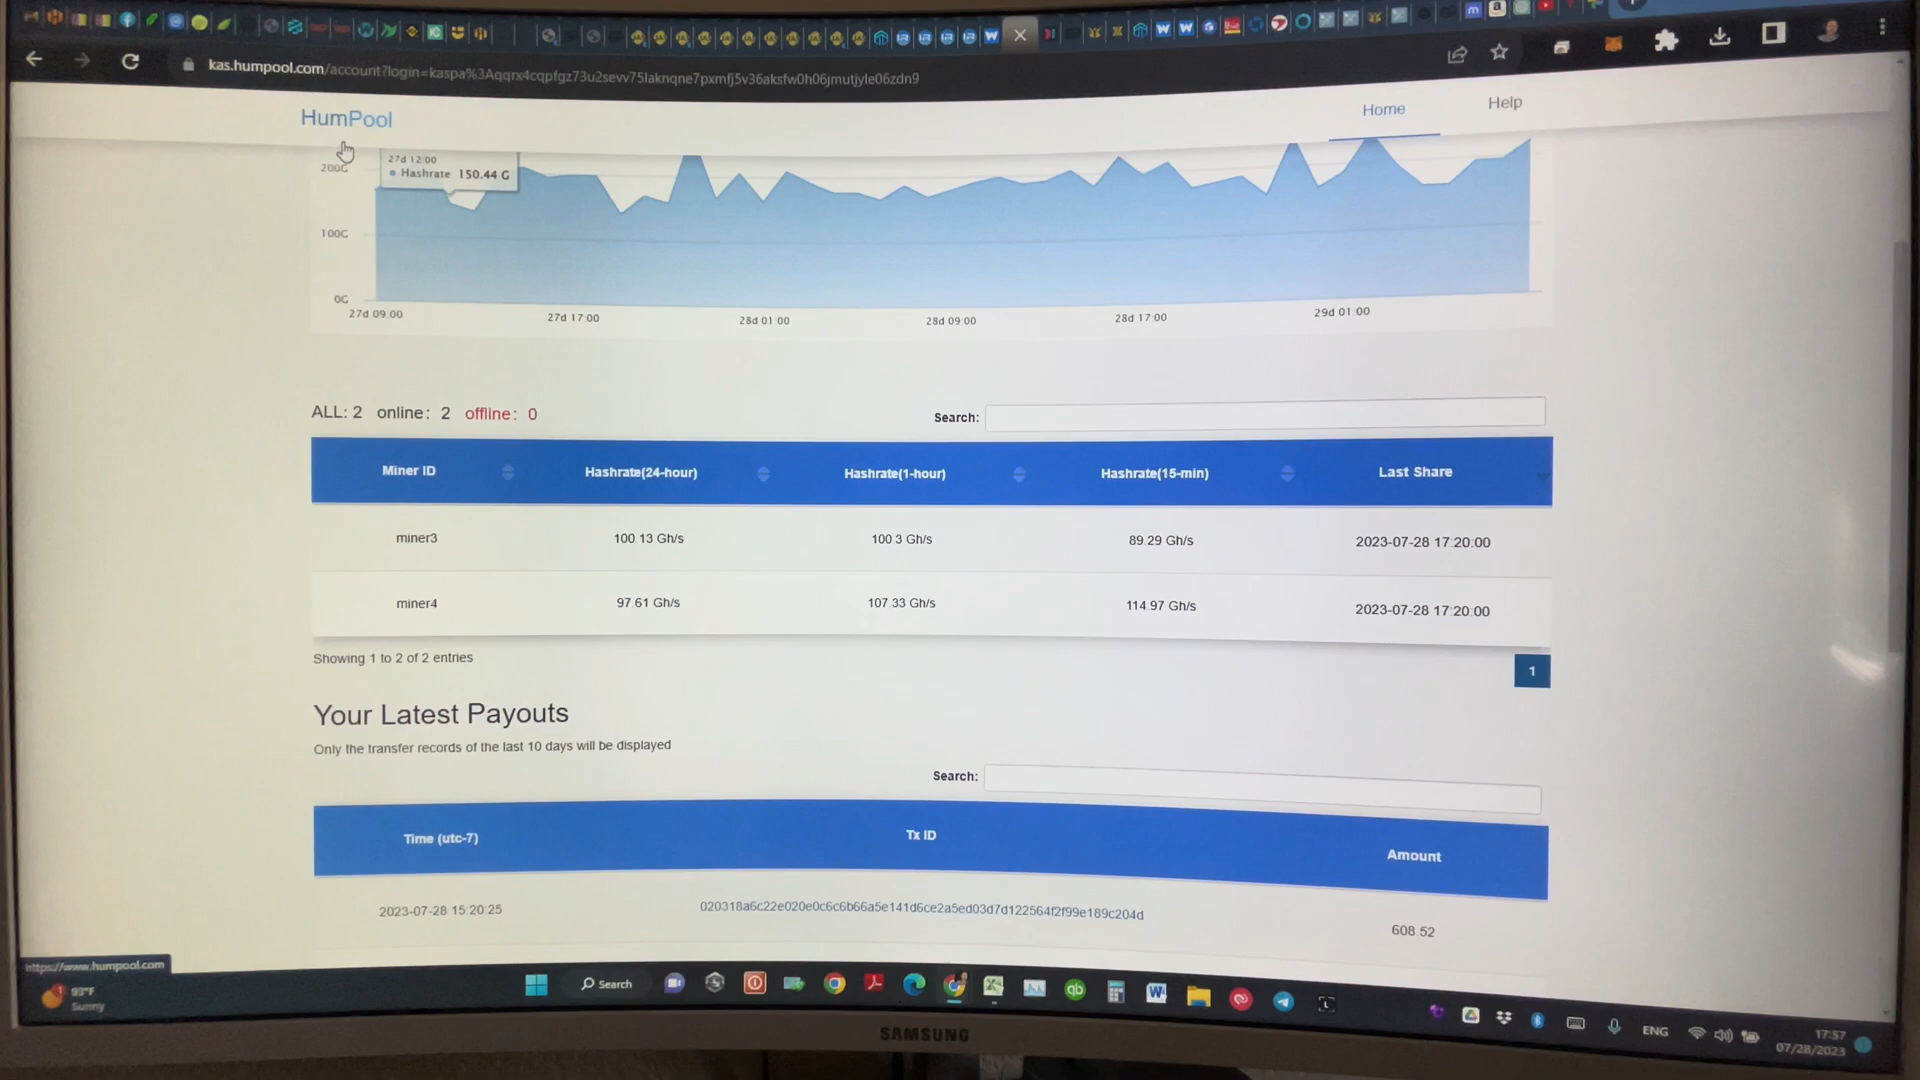 kas.humpool.com/account?login=kaspa%3Aqqrx4cqpfgz73u2sevv75laknqne7pxmfj5v36aksfw0h06jmutjyle06zdn9
HumPool
Home
Help
27d 12:00
Hashrate 150.44 G
200G
100G
0G
27d 09:00
27d 17:00
28d 01:00
28d 09:00
28d 17:00
29d 01:00
ALL: 2 online: 2 offline: 0
Search:
Miner ID
Hashrate(24-hour)
Hashrate(1-hour)
Hashrate(15-min)
Last Share
miner3
100.13 Gh/s
100.3 Gh/s
89.29 Gh/s
2023-07-28 17:20:00
miner4
97.61 Gh/s
107.33 Gh/s
114.97 Gh/s
2023-07-28 17:20:00
Showing 1 to 2 of 2 entries
1
Your Latest Payouts
Only the transfer records of the last 10 days will be displayed
Search:
Time (utc-7)
Tx ID
Amount
2023-07-28 15:20:25
020318a6c22e020e0c6c6b66a5e141d6ce2a5ed03d7d122564f2f99e189c204d
608.52
https://www.humpool.com
93°F
Sunny
Search
ENG
17:57
07/28/2023
SAMSUNG